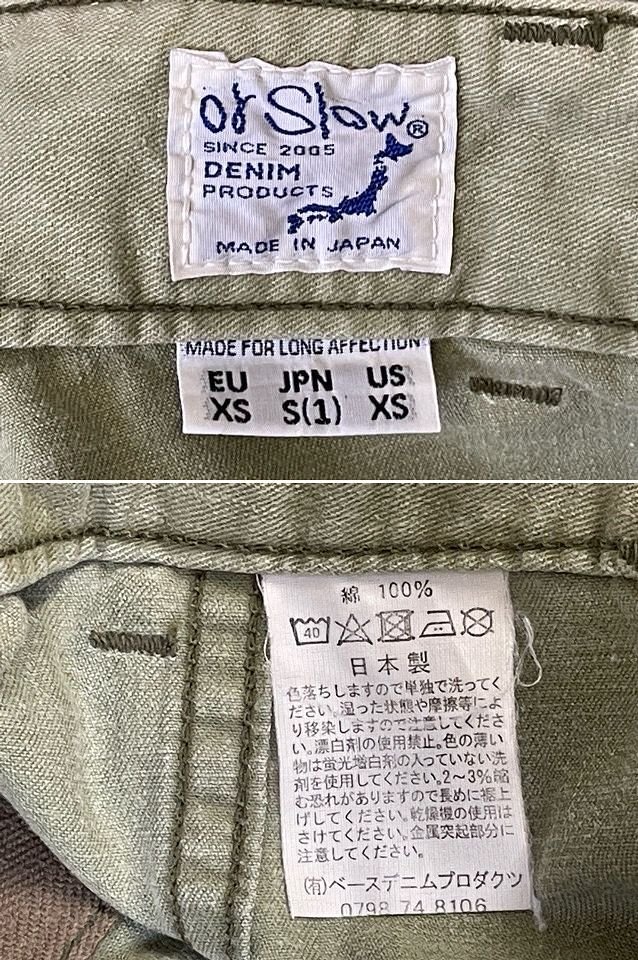 or Slow®
SINCE 2005
DENIM
PRODUCTS
MADE IN JAPAN
MADE FOR LONG AFFECTION
EU JPN US
XS S(1) XS
綿 100%
40
日本製
色落ちしますので単独で洗ってく
ださい。湿った状態や摩擦等によ
り移染しますので注意してくださ
い。漂白剤の使用禁止。色の薄い
物は蛍光増白剤の入っていない洗
剤を使用してください。2〜3%縮
む恐れがありますので長めに裾上
げしてください。乾燥機の使用は
さけてください。金属突起部分に
注意してください。
(有)ベースデニムプロダクツ
0798 74 8106